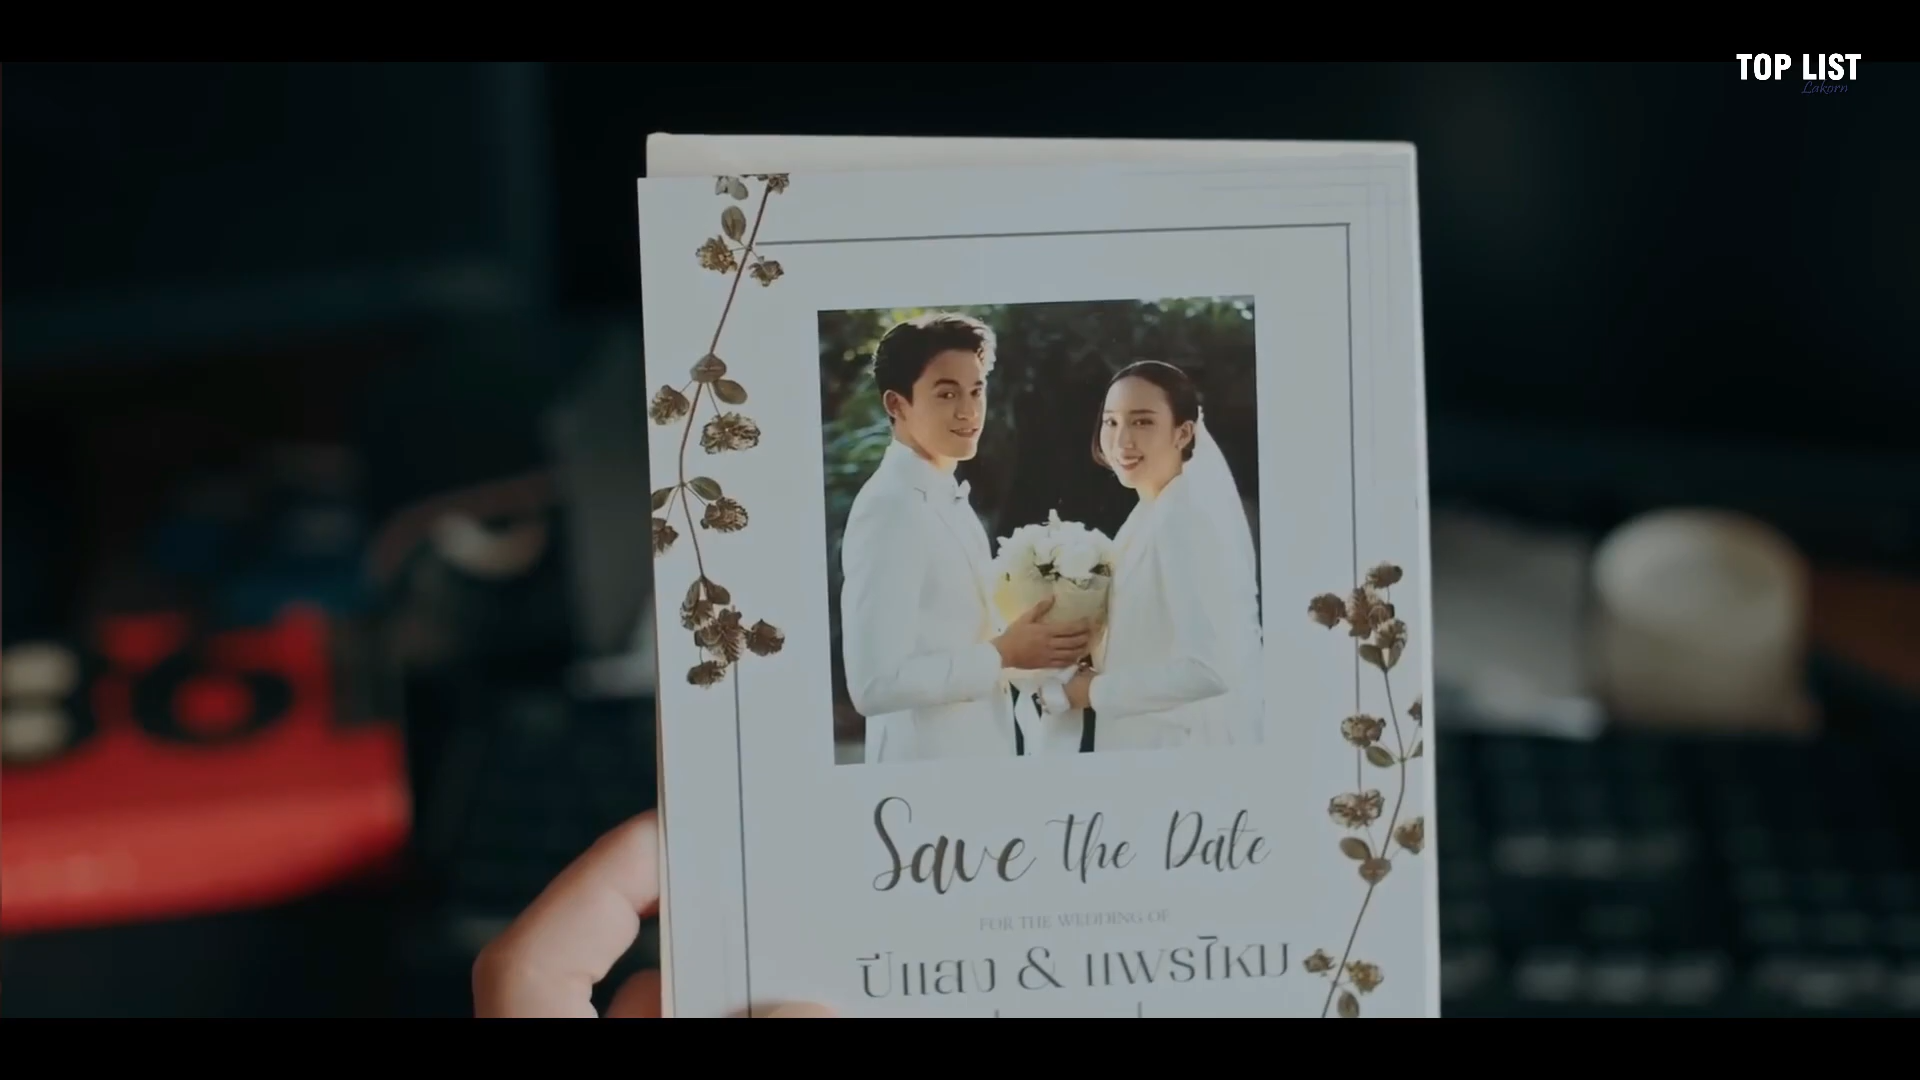 TOP LIST
Lakorn
86
Save the Date
FOR THE WEDDING OF
ปีแสง & แพรไหม